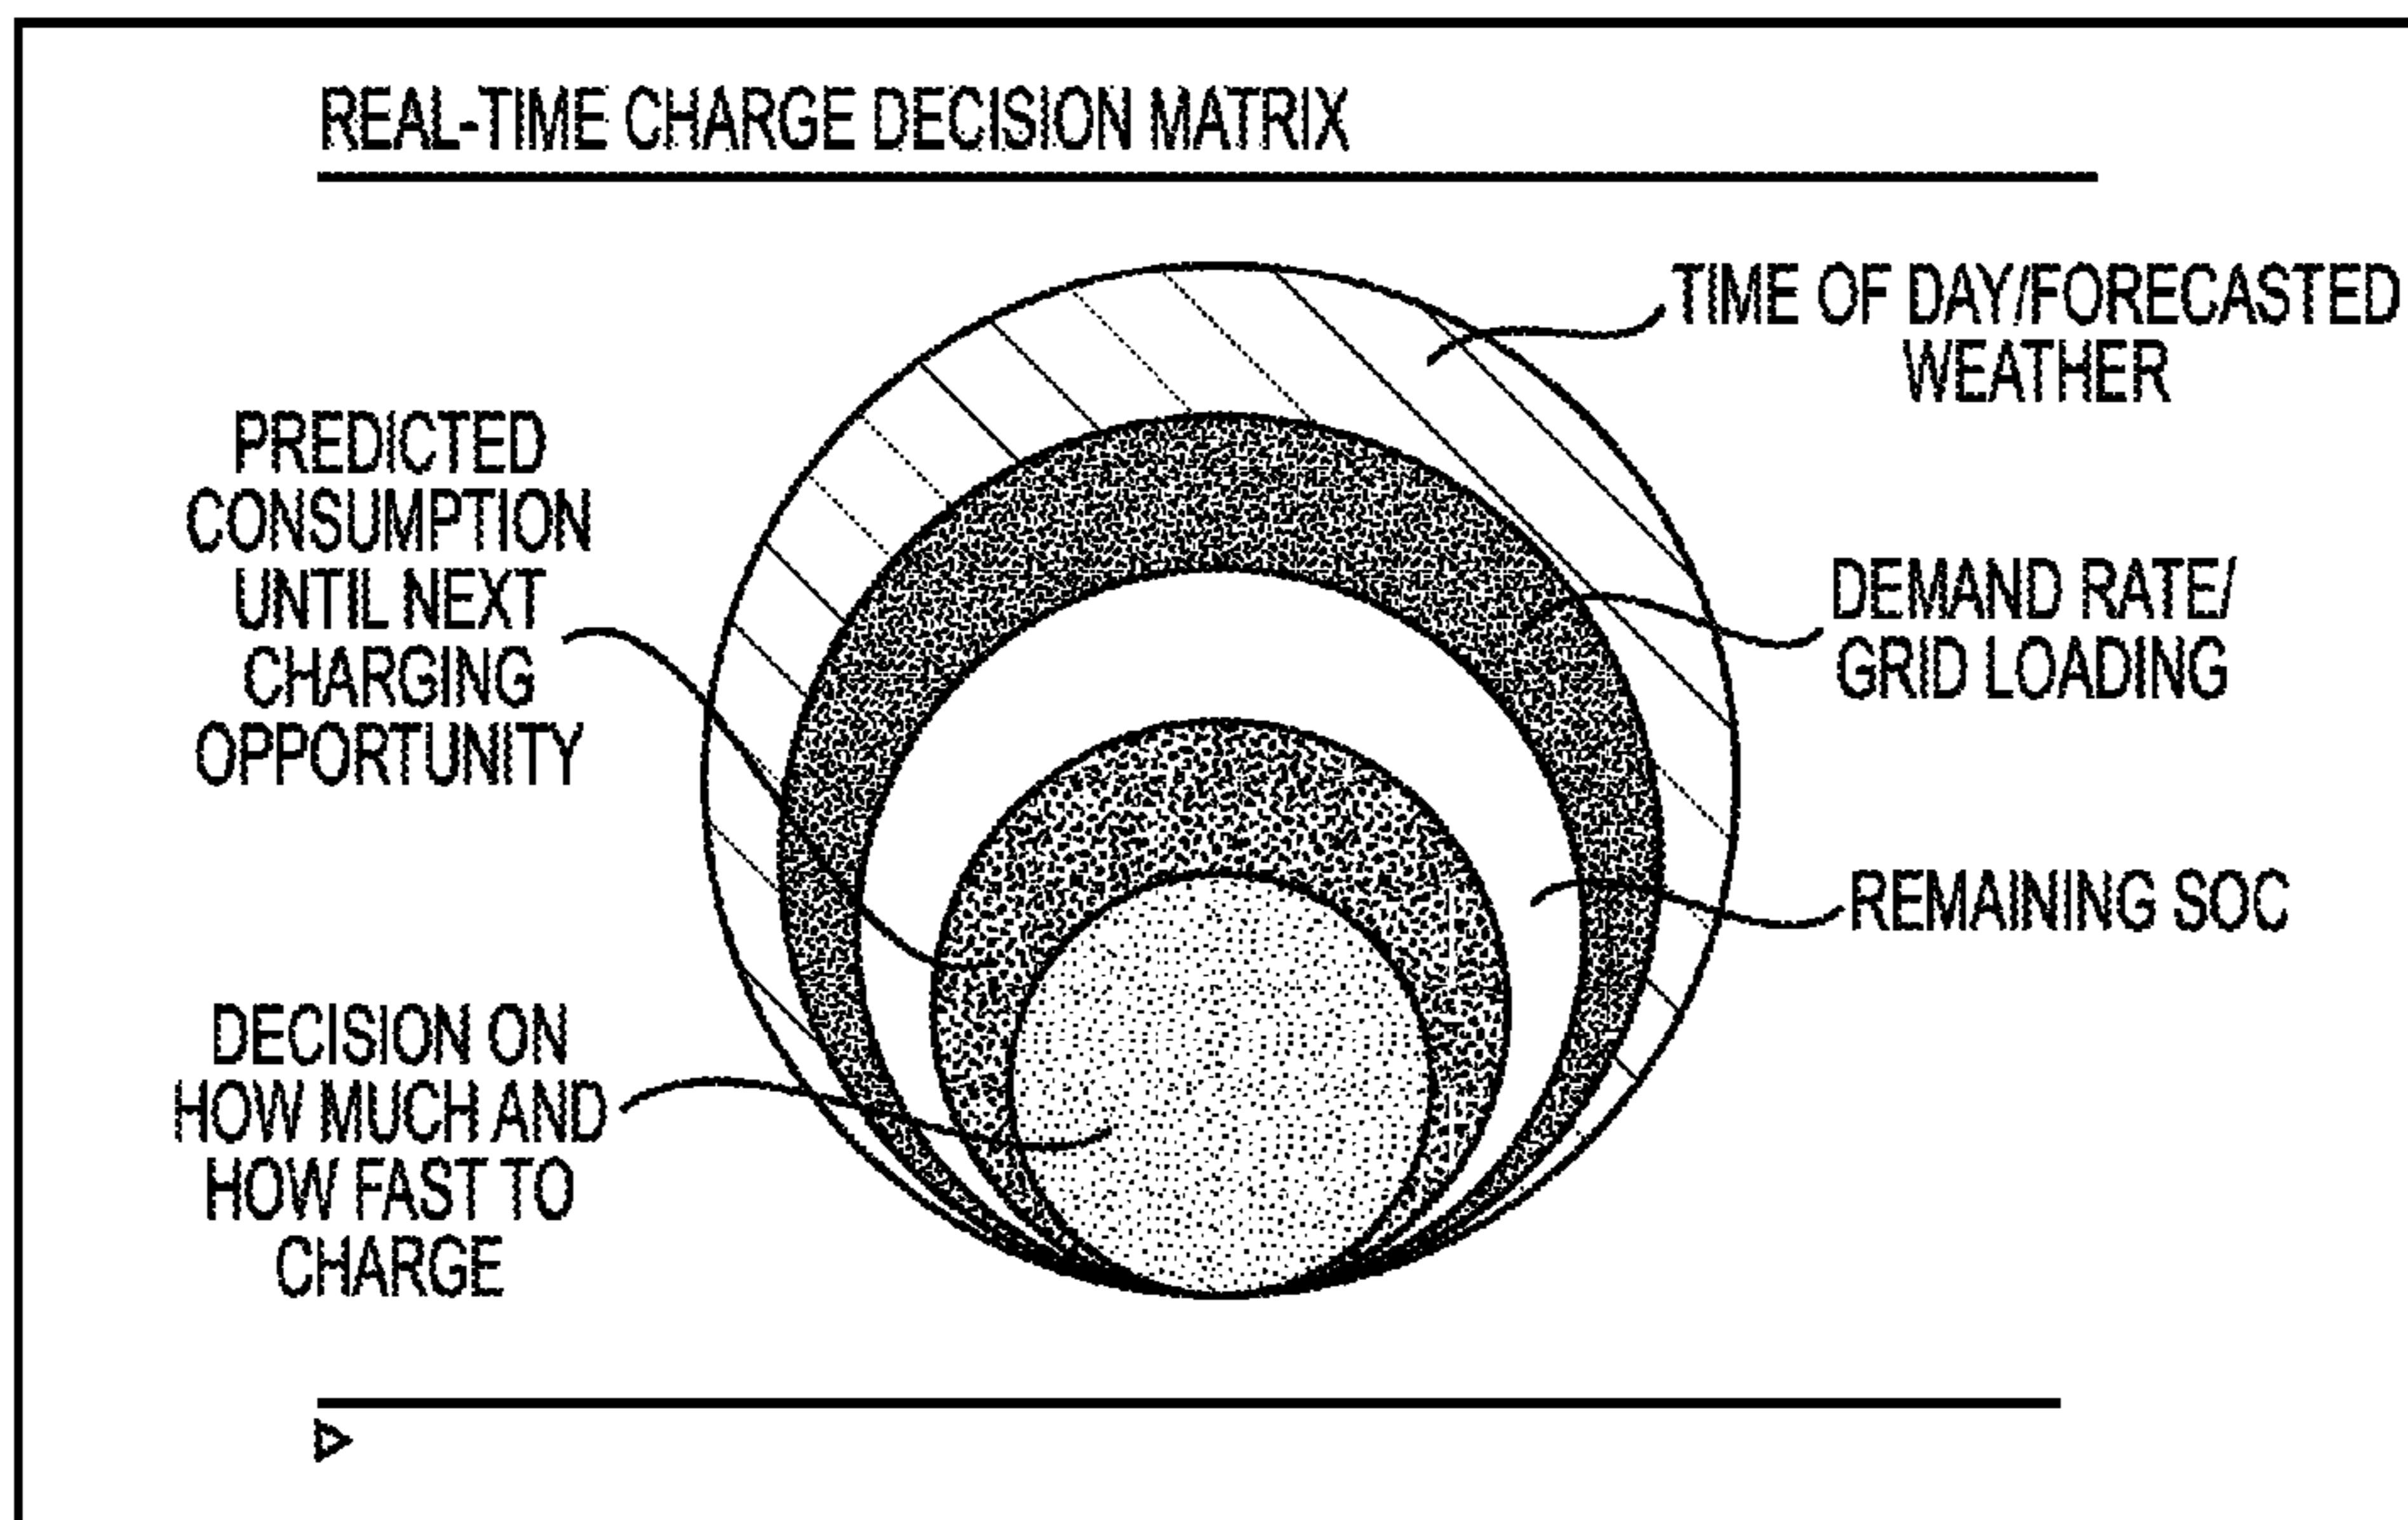 REAL-TIME CHARGE DECISION MATRIX
TIME OF DAY/FORECASTED
WEATHER
PREDICTED
CONSUMPTION
UNTIL NEXT
CHARGING
OPPORTUNITY
DEMAND RATE/
GRID LOADING
REMAINING SOC
DECISION ON
HOW MUCH AND
HOW FAST TO
CHARGE